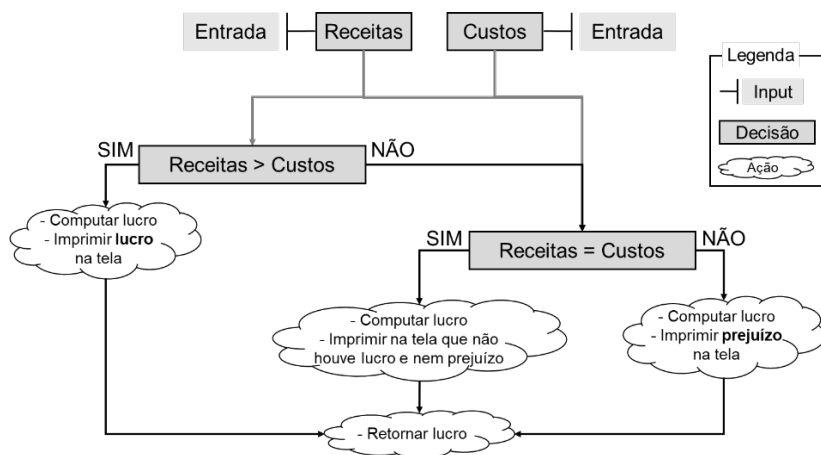 Entrada
Receitas
Custos
Entrada
Legenda
Input
Decisão
Ação
SIM
Receitas > Custos
NÃO
- Computar lucro
- Imprimir lucro
na tela
SIM
Receitas = Custos
NÃO
- Computar lucro
- Imprimir na tela que não
houve lucro e nem prejuízo
- Computar lucro
- Imprimir prejuízo
na tela
- Retornar lucro